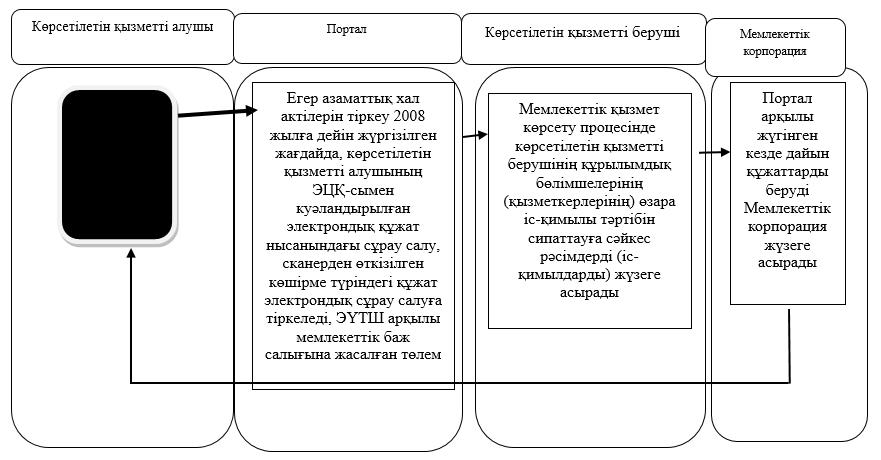 Көрсетілетін қызметті алушы
Портал
Көрсетілетін қызметті беруші
Мемлекеттік
корпорация
Егер азаматтық хал
актілерін тіркеу 2008
жылға дейін жүргізілген
жағдайда, көрсетілетін
қызметті алушының
ЭЦҚ-сымен
куәландырылған
электрондық құжат
нысанындағы сұрау салу,
сканерден өткізілген
көшірме түріндегі құжат
электрондық сұрау салуға
тіркеледі, ЭҮТШ арқылы
мемлекеттік баж
салығына жасалған төлем
Мемлекеттік қызмет
көрсету процесінде
көрсетілетін қызметті
берушінің құрылымдық
бөлімшелерінің
(қызметкерлерінің) өзара
іс-қимылы тәртібін
сипаттауға сәйкес
рәсімдерді (іс-
қимылдарды) жүзеге
асырады
Портал
арқылы
жүгінген
кезде дайын
құжаттарды
беруді
Мемлекеттік
корпорация
жүзеге
асырады